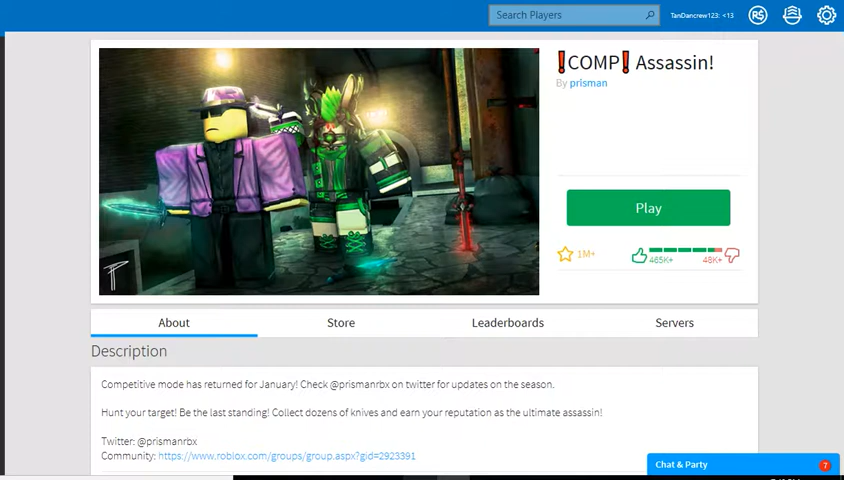 Search Players
TanDancrew123: <13
R$
❗COMP❗ Assassin!
By prisman
Play
1M+
465K+
48K+
About
Store
Leaderboards
Servers
Description
Competitive mode has returned for January! Check @prismanrbx on twitter for updates on the season.
Hunt your target! Be the last standing! Collect dozens of knives and earn your reputation as the ultimate assassin!
Twitter: @prismanrbx
Community: https://www.roblox.com/groups/group.aspx?gid=2923391
Chat & Party
7